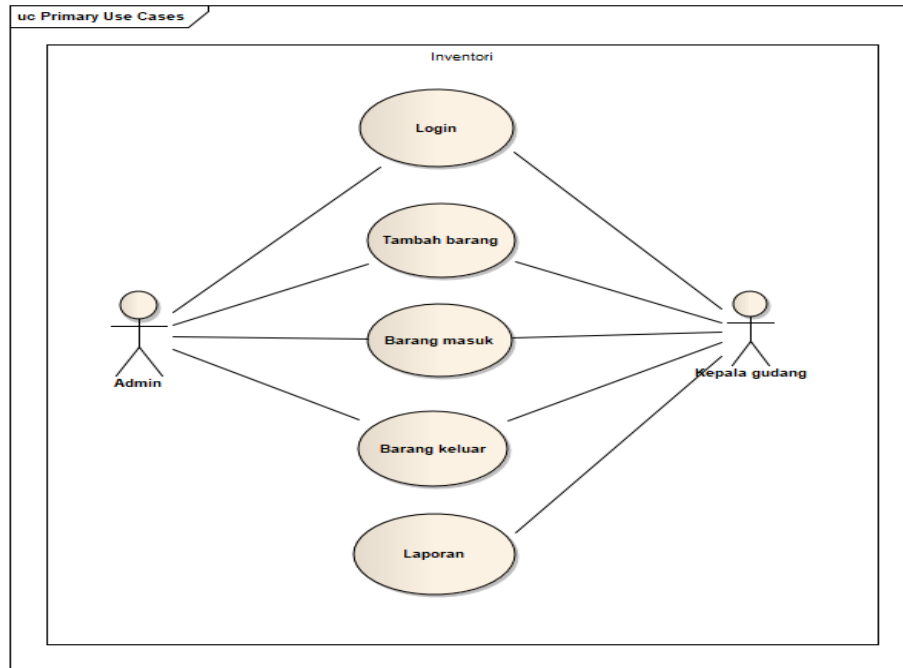 uc Primary Use Cases
Inventori
Login
Tambah barang
Barang masuk
Admin
Kepala gudang
Barang keluar
Laporan